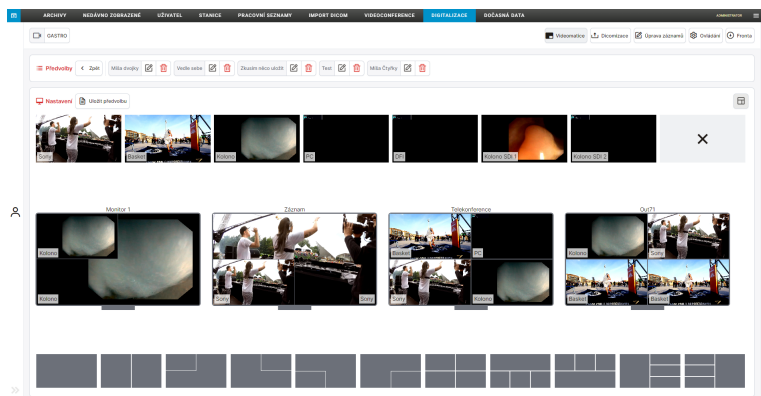 ARCHIVY NEDÁVNO ZOBRAZENÉ UŽIVATEL STANICE PRACOVNÍ SEZNAMY IMPORT DICOM VIDEOCONFERENCE DIGITALIZACE DOČASNÁ DATA ADMINISTRATOR
GASTRO Videomatice Dicomizace Úprava záznamů Ovládání Fronta
Předvolby Zpět Míša dvojky Vedle sebe Zkusím něco uložit Test Míša Čtyřky
Nastavení Uložit předvolbu
Sony Basket Kolono PC DFI Kolono SDI 1 Kolono SDI 2
Monitor 1 Záznam Telekonference Out71
Kolono Basket PC Kolono Sony
Kolono Sony Sony Sony Kolono Basket Basket